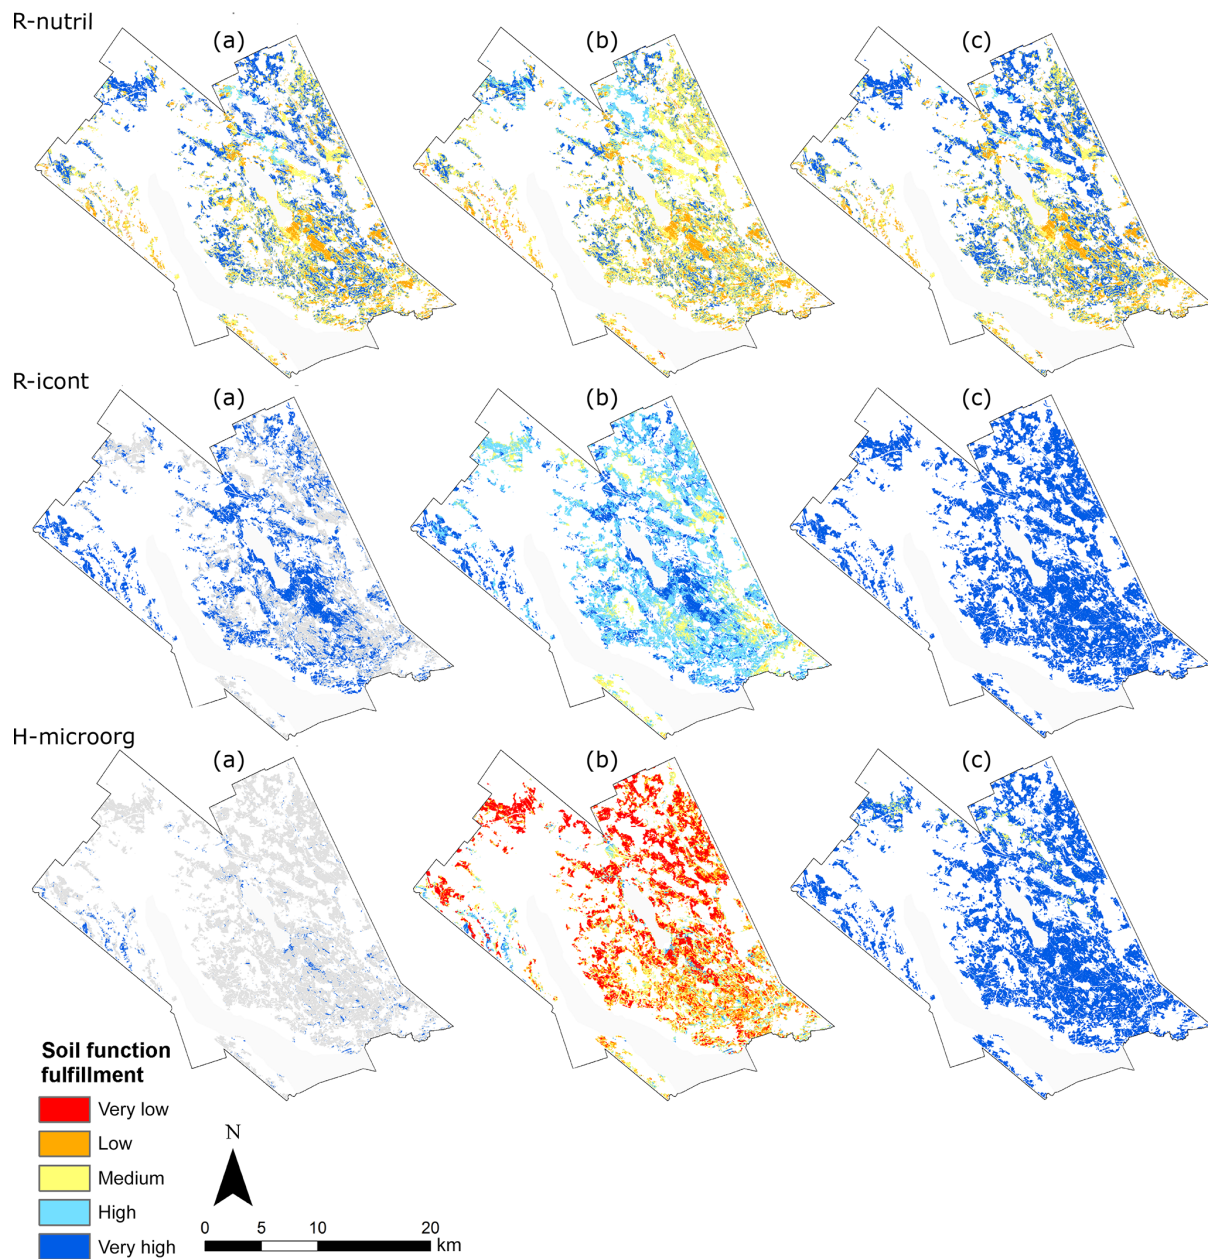 R-nutril
(a) (b) (c)
R-icont
(a) (b) (c)
H-microorg
(a) (b) (c)
Soil function
fulfillment
Very low
Low
Medium
High
Very high
N
0 5 10 20
km